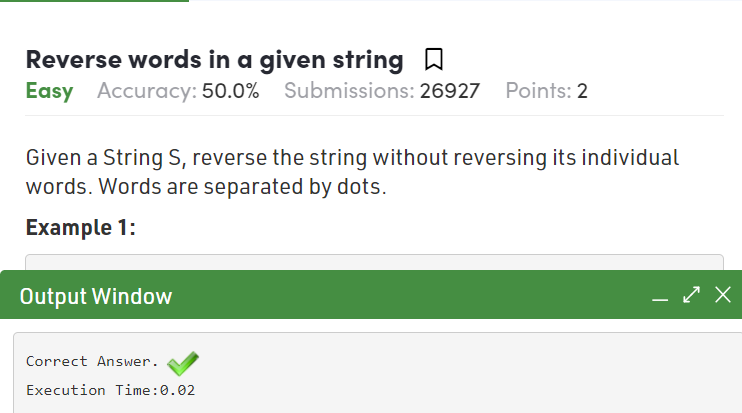 Reverse words in a given string
Easy Accuracy: 50.0% Submissions: 26927 Points: 2
Given a String S, reverse the string without reversing its individual
words. Words are separated by dots.
Example 1:
Output Window
Correct Answer.
Execution Time:0.02